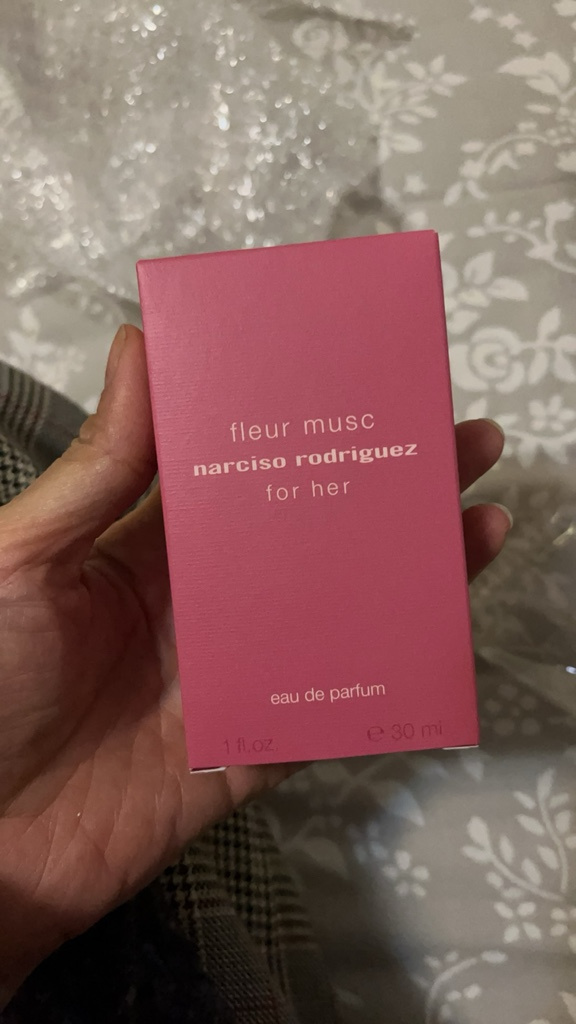 fleur musc
narciso rodriguez
for her
eau de parfum
1 fl.oz. ℮ 30 ml